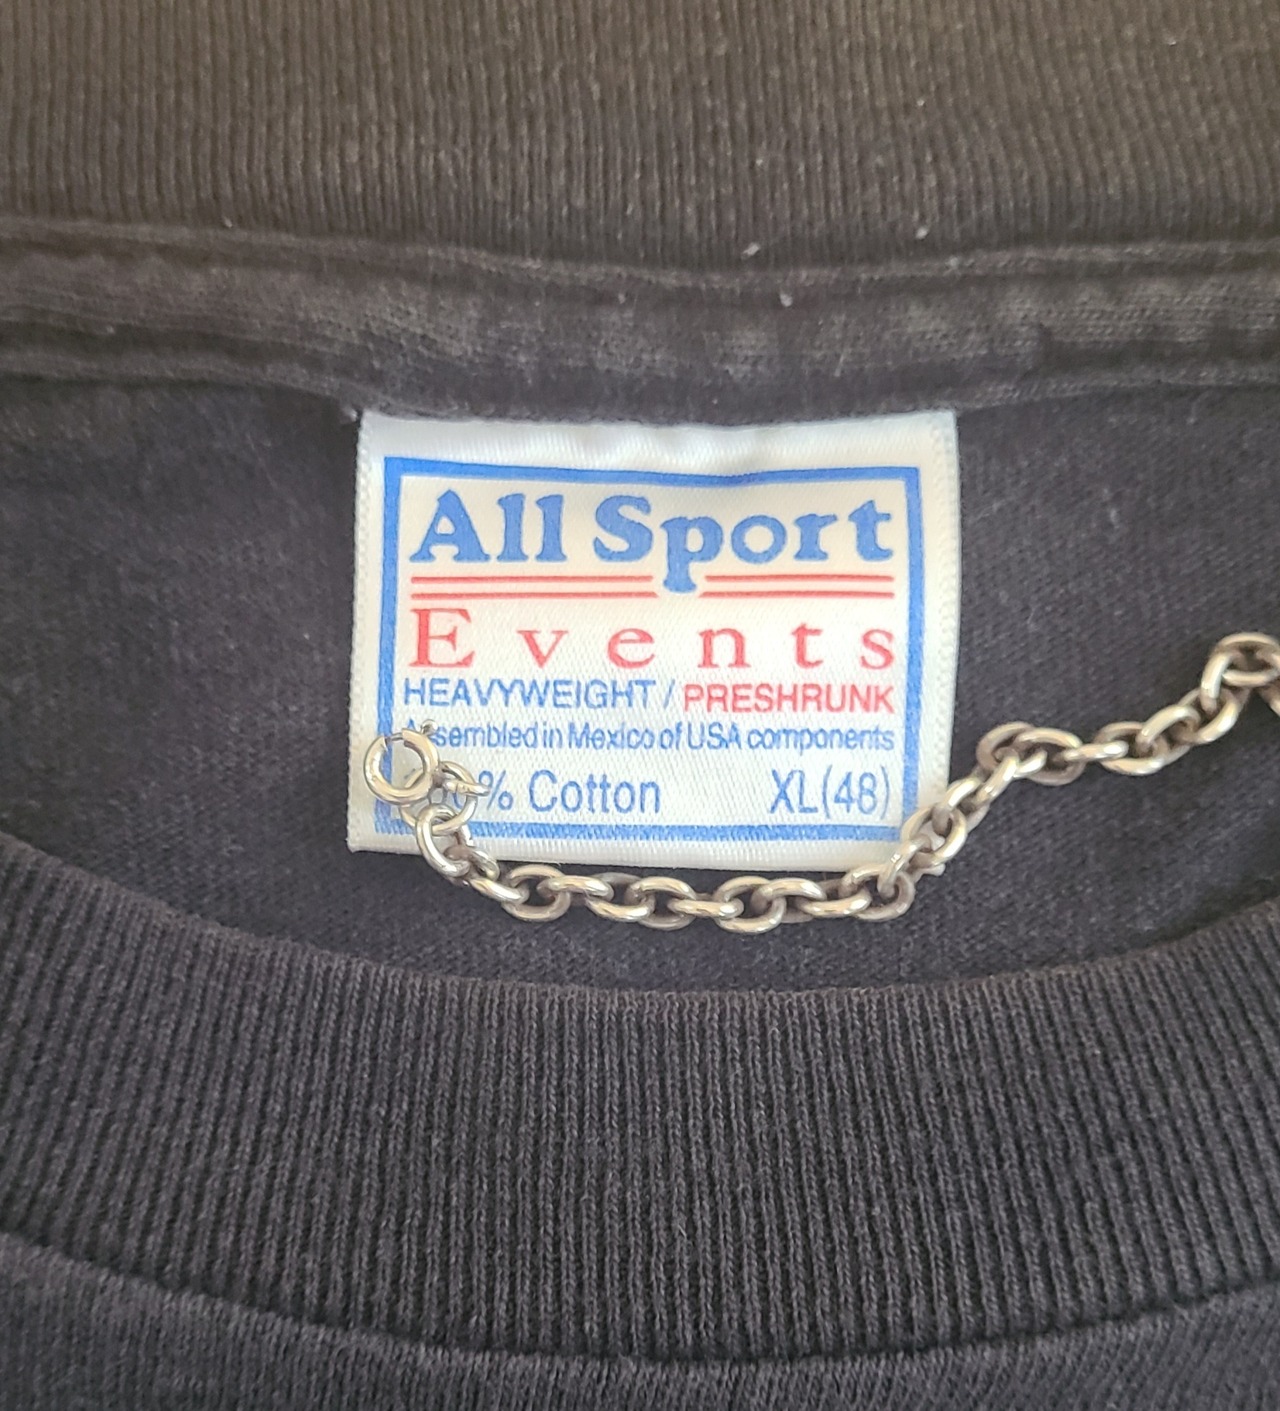 All Sport
Events
HEAVYWEIGHT / PRESHRUNK
Assembled in Mexico of USA components
% Cotton XL(48)